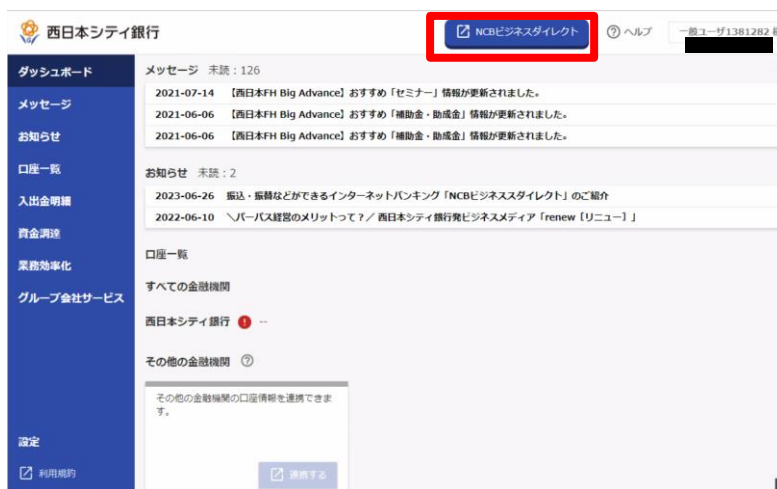 西日本シティ銀行
NCBビジネスダイレクト
ヘルプ
一般ユーザ1381282
ダッシュボード
メッセージ
お知らせ
口座一覧
入出金明細
資金調達
業務効率化
グループ会社サービス
設定
利用規約
メッセージ 未読:126
2021-07-14 【西日本FH Big Advance】おすすめ「セミナー」情報が更新されました。
2021-06-06 【西日本FH Big Advance】おすすめ「補助金・助成金」情報が更新されました。
2021-06-06 【西日本FH Big Advance】おすすめ「補助金・助成金」情報が更新されました。
お知らせ 未読:2
2023-06-26 振込・振替などができるインターネットバンキング「NCBビジネスダイレクト」のご紹介
2022-06-10 ＼パーパス経営のメリットって?／ 西日本シティ銀行発ビジネスメディア「renew［リニュー］」
口座一覧
すべての金融機関
西日本シティ銀行 --
その他の金融機関
その他の金融機関の口座情報を連携できま
す。
連携する